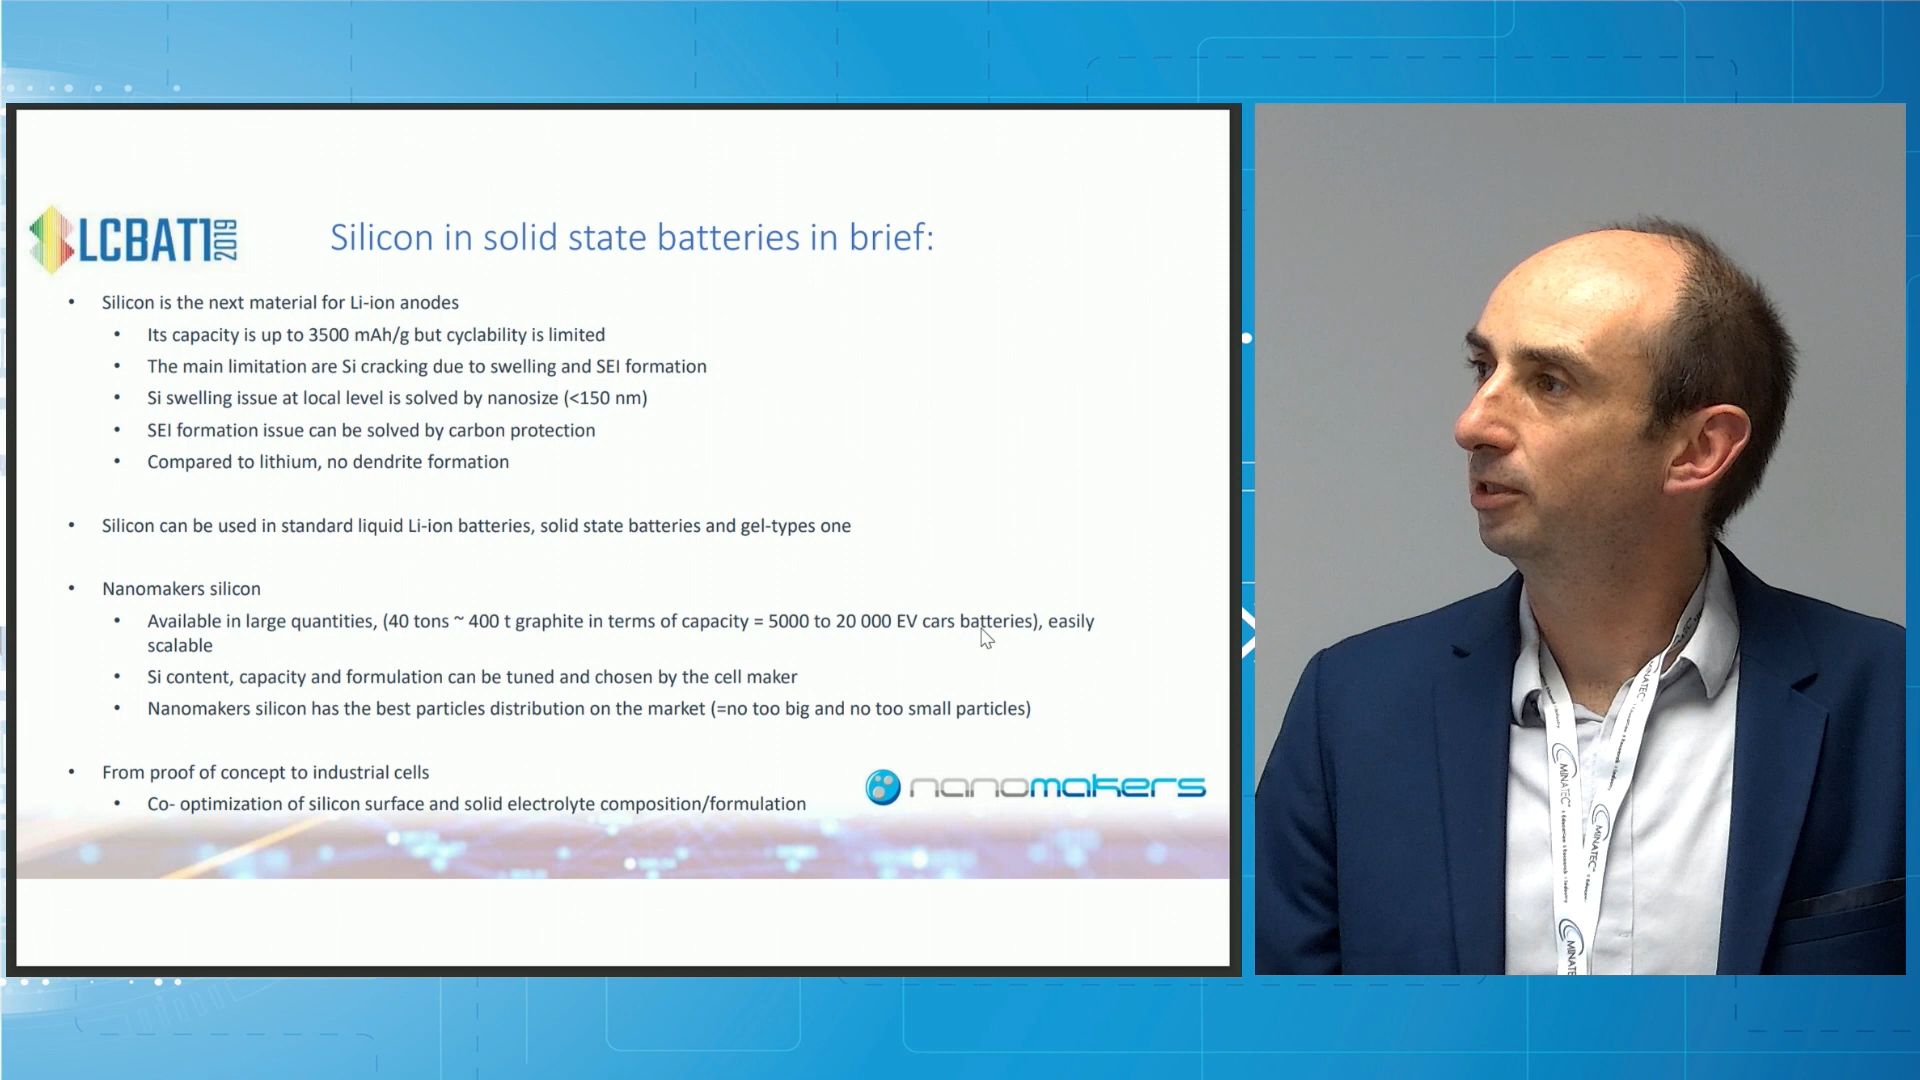 LCBAT1 2019
Silicon in solid state batteries in brief:
• Silicon is the next material for Li-ion anodes
• Its capacity is up to 3500 mAh/g but cyclability is limited
• The main limitation are Si cracking due to swelling and SEI formation
• Si swelling issue at local level is solved by nanosize (<150 nm)
• SEI formation issue can be solved by carbon protection
• Compared to lithium, no dendrite formation
• Silicon can be used in standard liquid Li-ion batteries, solid state batteries and gel-types one
• Nanomakers silicon
• Available in large quantities, (40 tons ~ 400 t graphite in terms of capacity = 5000 to 20 000 EV cars batteries), easily
scalable
• Si content, capacity and formulation can be tuned and chosen by the cell maker
• Nanomakers silicon has the best particles distribution on the market (=no too big and no too small particles)
• From proof of concept to industrial cells
• Co- optimization of silicon surface and solid electrolyte composition/formulation
nanomakers
MINATEC
MINATEC
MINATEC